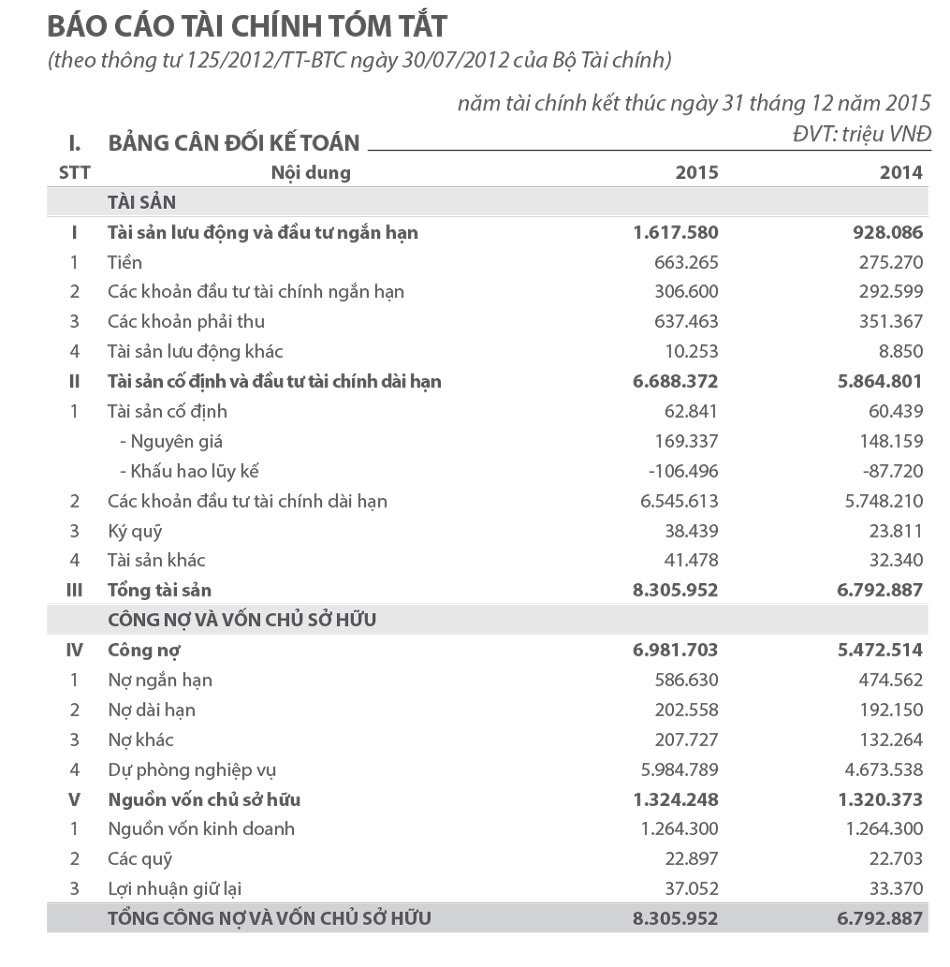 BÁO CÁO TÀI CHÍNH TÓM TẮT
(theo thông tư 125/2012/TT-BTC ngày 30/07/2012 của Bộ Tài chính)
năm tài chính kết thúc ngày 31 tháng 12 năm 2015
I. BẢNG CÂN ĐỐI KẾ TOÁN ĐVT: triệu VNĐ
STT Nội dung 2015 2014
TÀI SẢN
I Tài sản lưu động và đầu tư ngắn hạn 1.617.580 928.086
1 Tiền 663.265 275.270
2 Các khoản đầu tư tài chính ngắn hạn 306.600 292.599
3 Các khoản phải thu 637.463 351.367
4 Tài sản lưu động khác 10.253 8.850
II Tài sản cố định và đầu tư tài chính dài hạn 6.688.372 5.864.801
1 Tài sản cố định 62.841 60.439
- Nguyên giá 169.337 148.159
- Khấu hao lũy kế -106.496 -87.720
2 Các khoản đầu tư tài chính dài hạn 6.545.613 5.748.210
3 Ký quỹ 38.439 23.811
4 Tài sản khác 41.478 32.340
III Tổng tài sản 8.305.952 6.792.887
CÔNG NỢ VÀ VỐN CHỦ SỞ HỮU
IV Công nợ 6.981.703 5.472.514
1 Nợ ngắn hạn 586.630 474.562
2 Nợ dài hạn 202.558 192.150
3 Nợ khác 207.727 132.264
4 Dự phòng nghiệp vụ 5.984.789 4.673.538
V Nguồn vốn chủ sở hữu 1.324.248 1.320.373
1 Nguồn vốn kinh doanh 1.264.300 1.264.300
2 Các quỹ 22.897 22.703
3 Lợi nhuận giữ lại 37.052 33.370
TỔNG CÔNG NỢ VÀ VỐN CHỦ SỞ HỮU 8.305.952 6.792.887